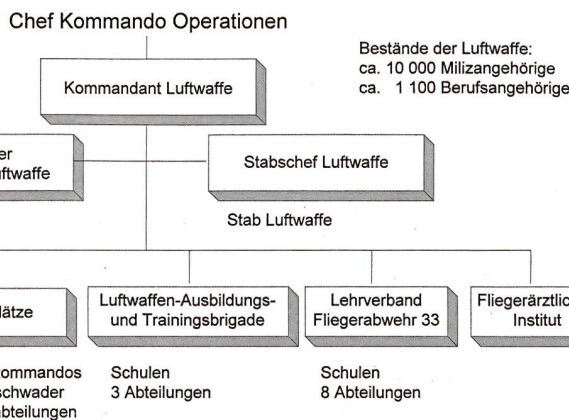 Chef Kommando Operationen
Bestände der Luftwaffe:
ca. 10 000 Milizangehörige
ca. 1 100 Berufsangehörige
Kommandant Luftwaffe
Stabschef Luftwaffe
Stab Luftwaffe
Luftwaffen-Ausbildungs-
und Trainingsbrigade
Lehrverband
Fliegerabwehr 33
Institut
Schulen
3 Abteilungen
Schulen
8 Abteilungen